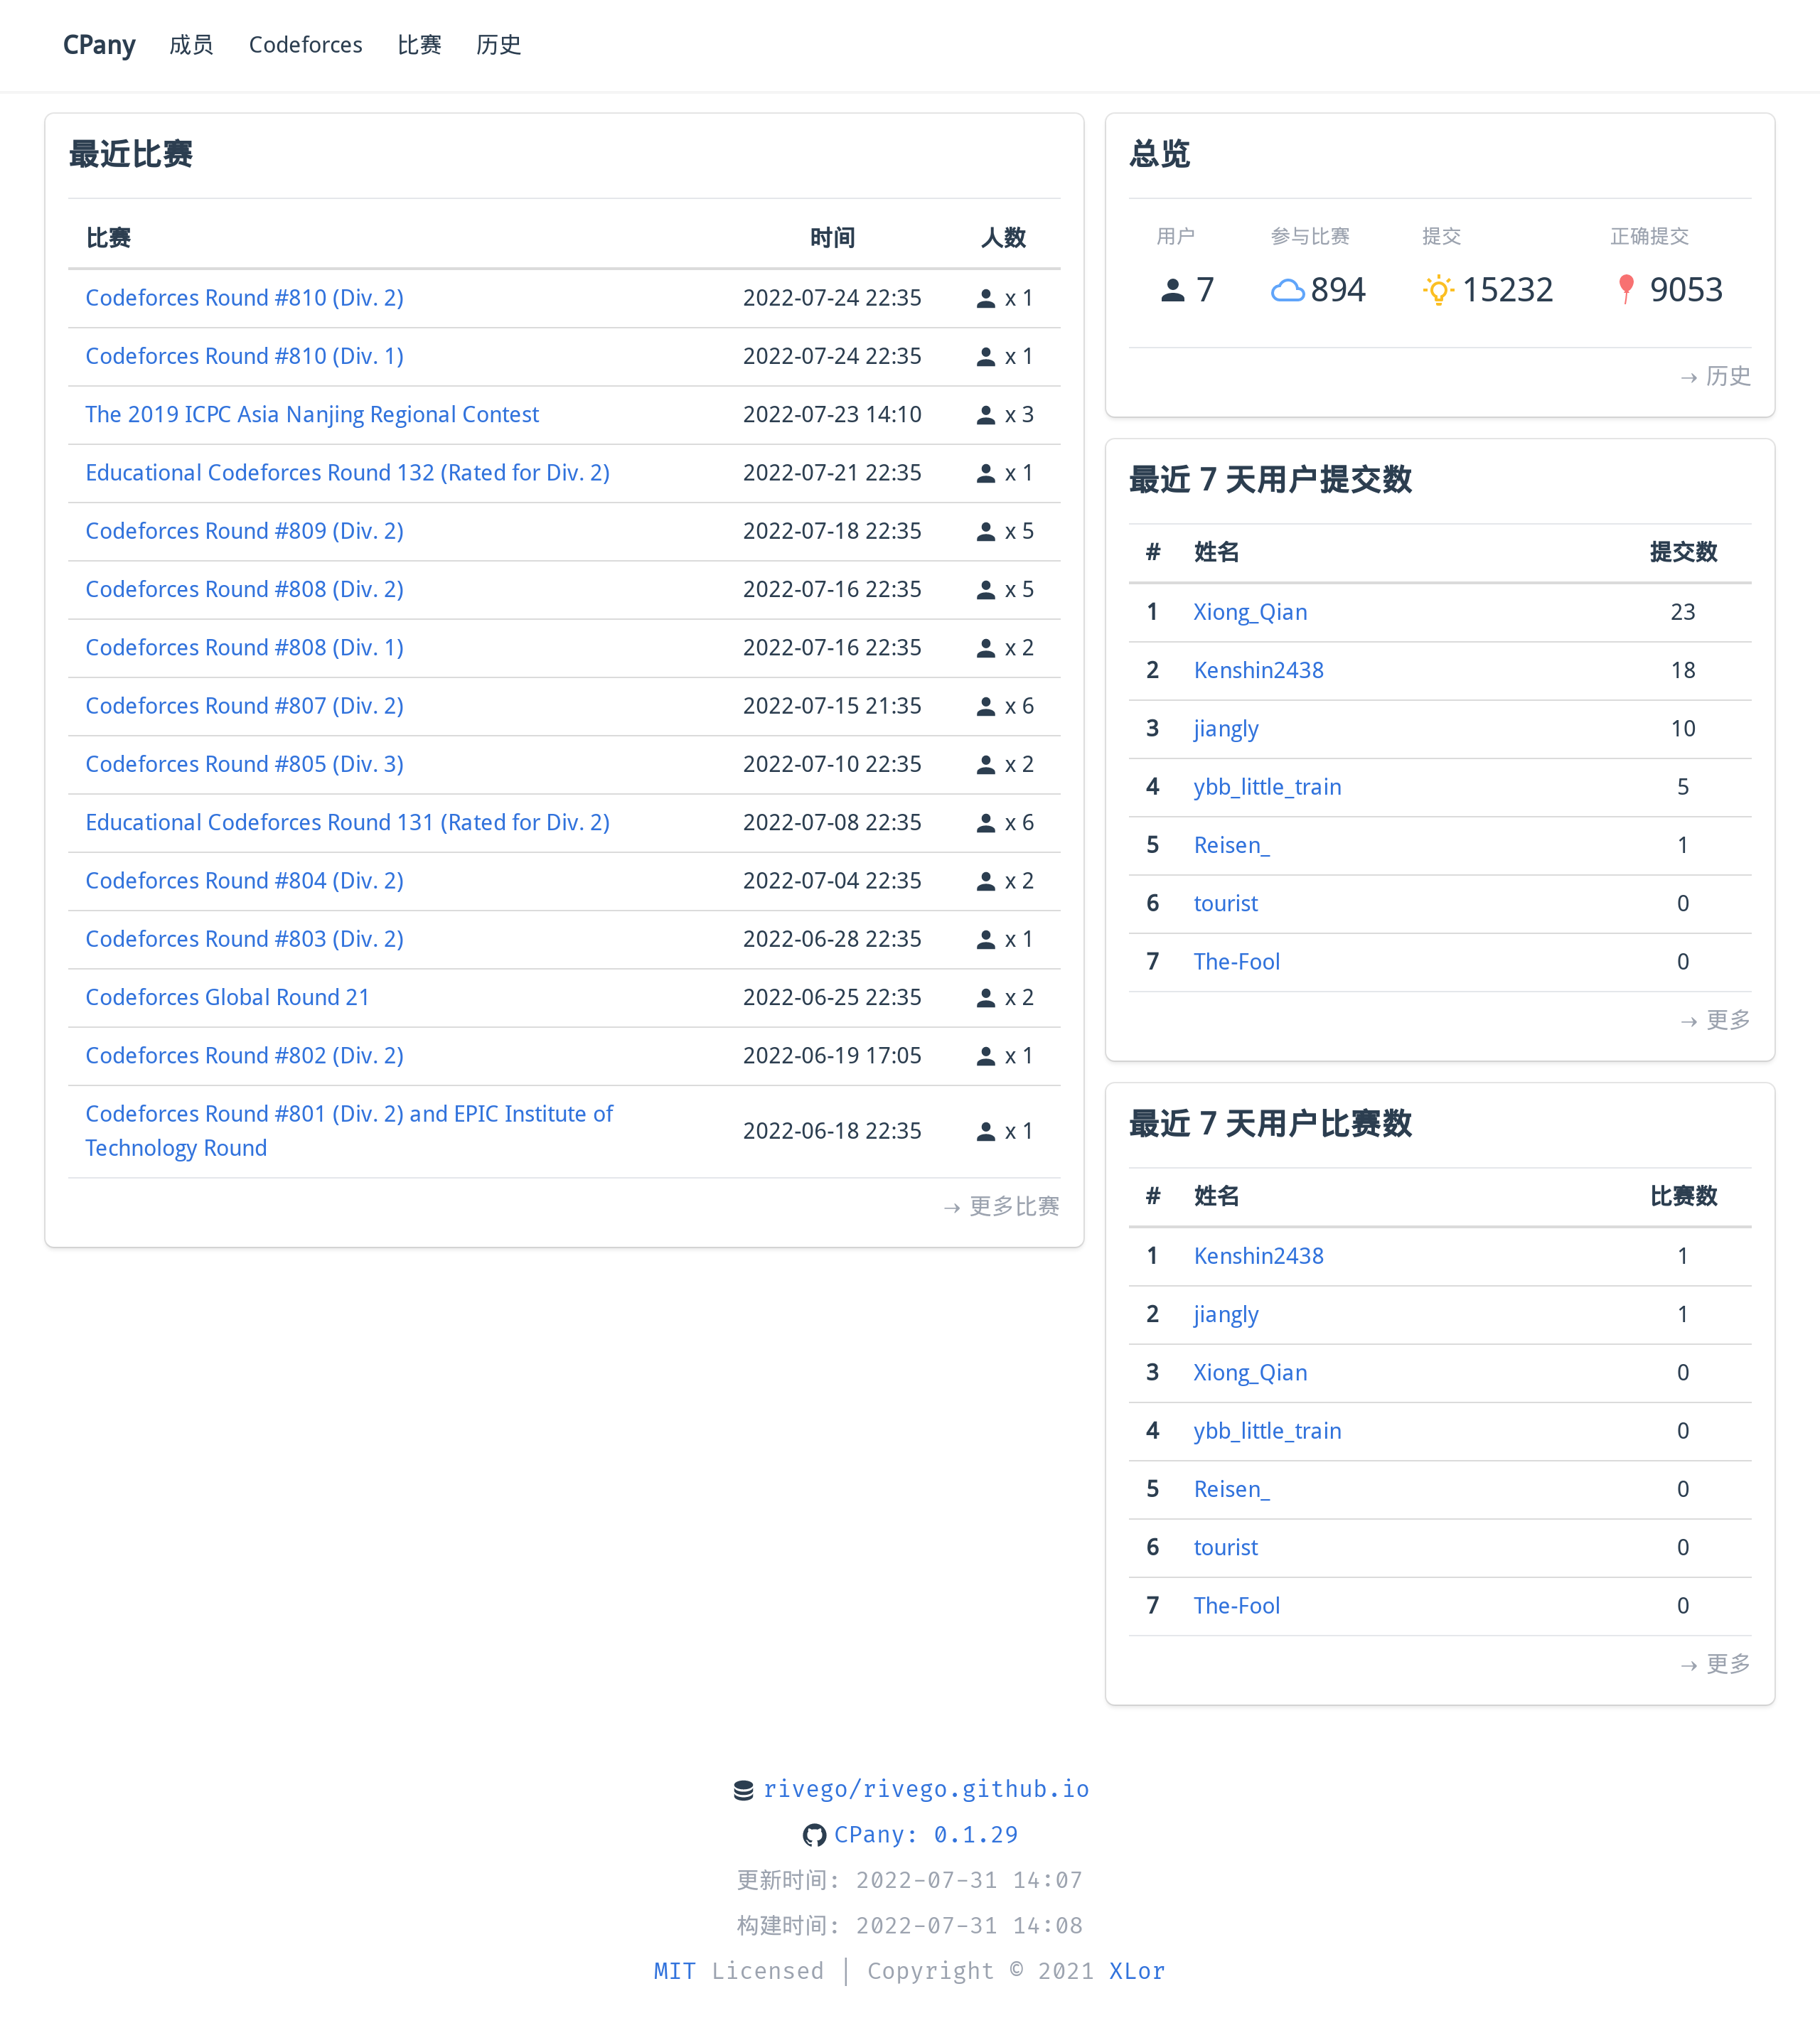 CPany 成员 Codeforces 比赛 历史
最近比赛
比赛 时间 人数
Codeforces Round #810 (Div. 2) 2022-07-24 22:35 x 1
Codeforces Round #810 (Div. 1) 2022-07-24 22:35 x 1
The 2019 ICPC Asia Nanjing Regional Contest 2022-07-23 14:10 x 3
Educational Codeforces Round 132 (Rated for Div. 2) 2022-07-21 22:35 x 1
Codeforces Round #809 (Div. 2) 2022-07-18 22:35 x 5
Codeforces Round #808 (Div. 2) 2022-07-16 22:35 x 5
Codeforces Round #808 (Div. 1) 2022-07-16 22:35 x 2
Codeforces Round #807 (Div. 2) 2022-07-15 21:35 x 6
Codeforces Round #805 (Div. 3) 2022-07-10 22:35 x 2
Educational Codeforces Round 131 (Rated for Div. 2) 2022-07-08 22:35 x 6
Codeforces Round #804 (Div. 2) 2022-07-04 22:35 x 2
Codeforces Round #803 (Div. 2) 2022-06-28 22:35 x 1
Codeforces Global Round 21 2022-06-25 22:35 x 2
Codeforces Round #802 (Div. 2) 2022-06-19 17:05 x 1
Codeforces Round #801 (Div. 2) and EPIC Institute of
Technology Round 2022-06-18 22:35 x 1
→ 更多比赛
总览
用户 参与比赛 提交 正确提交
7 894 15232 9053
→ 历史
最近 7 天用户提交数
# 姓名 提交数
1 Xiong_Qian 23
2 Kenshin2438 18
3 jiangly 10
4 ybb_little_train 5
5 Reisen_ 1
6 tourist 0
7 The-Fool 0
→ 更多
最近 7 天用户比赛数
# 姓名 比赛数
1 Kenshin2438 1
2 jiangly 1
3 Xiong_Qian 0
4 ybb_little_train 0
5 Reisen_ 0
6 tourist 0
7 The-Fool 0
→ 更多
rivego/rivego.github.io
CPany: 0.1.29
更新时间: 2022-07-31 14:07
构建时间: 2022-07-31 14:08
MIT Licensed | Copyright © 2021 XLor